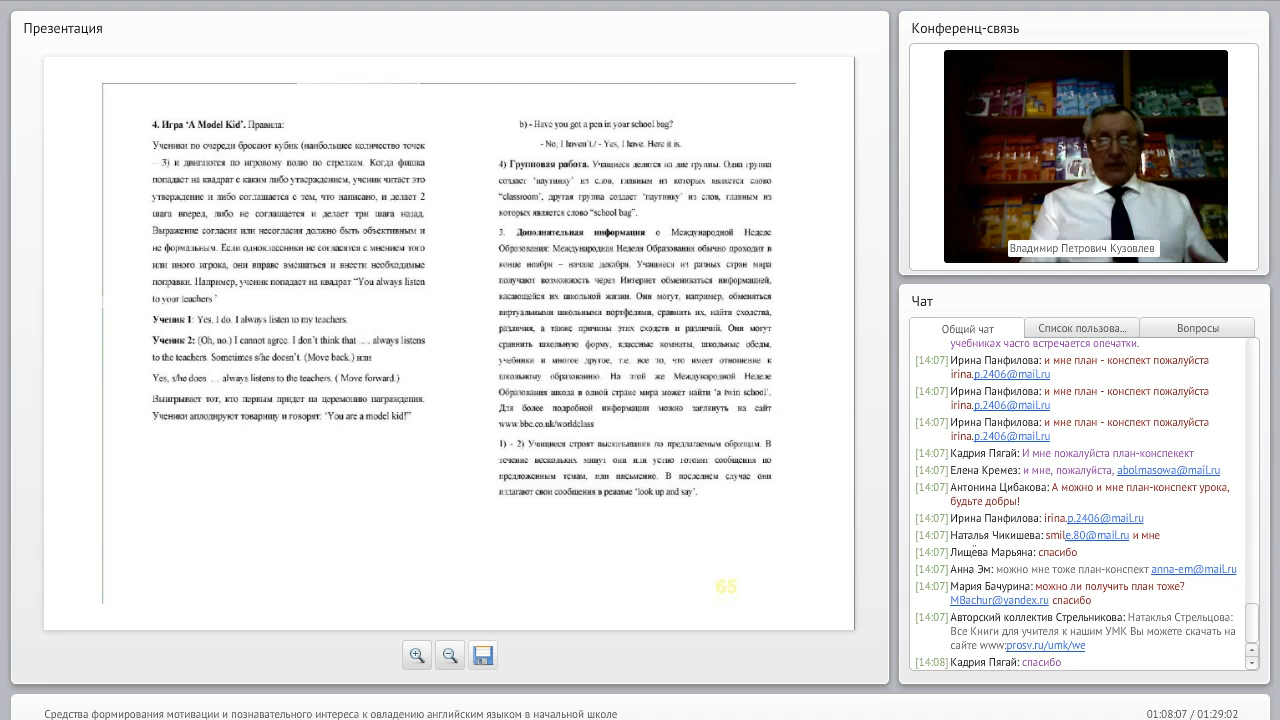 Презентация
4. Игра ‘A Model Kid’. Правила:
Ученики по очереди бросают кубик (наибольшее количество точек
– 3) и двигаются по игровому полю по стрелкам. Когда фишка
попадает на квадрат с каким либо утверждением, ученик читает это
утверждение и либо соглашается с тем, что написано, и делает 2
шага вперед, либо не соглашается и делает три шага назад.
Выражение согласия или несогласия должно быть объективным и
не формальным. Если одноклассники не согласятся с мнением того
или иного игрока, они вправе вмешаться и внести необходимые
поправки. Например, ученик попадает на квадрат “You always listen
to your teachers ’
Ученик 1: Yes, I do. I always listen to my teachers.
Ученик 2: (Oh, no.) I cannot agree. I don’t think that …. always listens
to the teachers. Sometimes s/he doesn’t. (Move back.) или
Yes, s/he does … always listens to the teachers. ( Move forward.)
Выигрывает тот, кто первым придет на церемонию награждения.
Ученики аплодируют товарищу и говорят: ‘You are a model kid!”
b) - Have you got a pen in your school bag?
- No, I haven’t./ - Yes, I have. Here it is.
4) Групповая работа. Учащиеся делятся на две группы. Одна группа
создает ‘паутинку’ из слов, главным из которых является слово
“classroom’, другая группа создает ‘паутинку’ из слов, главным из
которых является слово “school bag”.
3. Дополнительная информация о Международной Неделе
Образования: Международная Неделя Образования обычно проходит в
конце ноября – начале декабря. Учащиеся из разных стран мира
получают возможность через Интернет обмениваться информацией,
касающейся их школьной жизни. Они могут, например, обменяться
виртуальными школьными портфелями, сравнить их, найти сходства,
различия, а также причины этих сходств и различий. Они могут
сравнить школьную форму, классные комнаты, школьные обеды,
учебники и многое другое, т.е. все то, что имеет отношение к
школьному образованию. На этой же Международной Неделе
Образования школа в одной стране мира может найти ‘a twin school’.
Для более подробной информации можно заглянуть на сайт
www.bbc.co.uk/worldclass
1) - 2) Учащиеся строят высказывания по предлагаемым образцам. В
течение нескольких минут они или устно готовят сообщения по
предложенным темам, или письменно. В последнем случае они
излагают свои сообщения в режиме ‘look up and say’.
65
Конференц-связь
Владимир Петрович Кузовлев
Чат
Общий чат
Список пользова...
Вопросы
учебниках часто встречается опечатки.
[14:07] Ирина Панфилова: и мне план - конспект пожалуйста
irina.p.2406@mail.ru
[14:07] Ирина Панфилова: и мне план - конспект пожалуйста
irina.p.2406@mail.ru
[14:07] Ирина Панфилова: и мне план - конспект пожалуйста
irina.p.2406@mail.ru
[14:07] Кадрия Пягай: И мне пожалуйста план-конспекект
[14:07] Елена Кремез: и мне, пожалуйста, abolmasowa@mail.ru
[14:07] Антонина Цибакова: А можно и мне план-конспект урока,
будьте добры!
[14:07] Ирина Панфилова: irina.p.2406@mail.ru
[14:07] Наталья Чикишева: smile.80@mail.ru и мне
[14:07] Лищёва Марьяна: спасибо
[14:07] Анна Эм: можно мне тоже план-конспект anna-em@mail.ru
[14:07] Мария Бачурина: можно ли получить план тоже?
MBachur@yandex.ru спасибо
[14:07] Авторский коллектив Стрельникова: Натаклья Стрельцова:
Все Книги для учителя к нашим УМК Вы можете скачать на
сайте www:prosv.ru/umk/we
[14:08] Кадрия Пягай: спасибо
Средства формирования мотивации и познавательного интереса к овладению английским языком в начальной школе
01:08:07 / 01:29:02